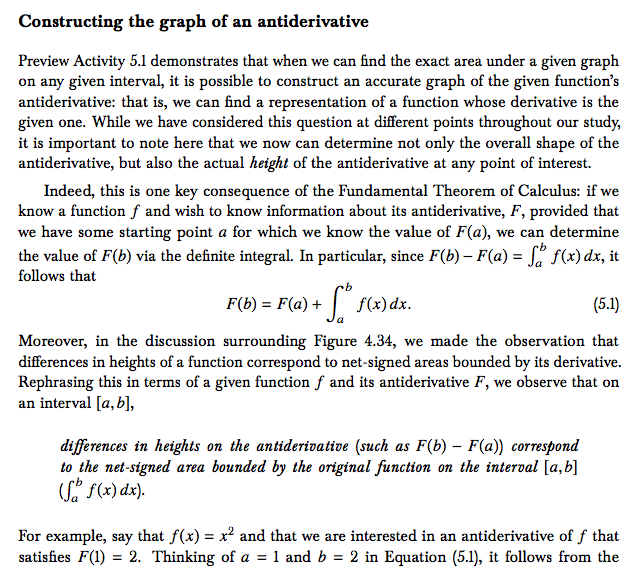 Constructing the graph of an antiderivative
Preview Activity 5.1 demonstrates that when we can find the exact area under a given graph
on any given interval, it is possible to construct an accurate graph of the given function's
antiderivative: that is, we can find a representation of a function whose derivative is the
given one. While we have considered this question at different points throughout our study,
it is important to note here that we now can determine not only the overall shape of the
antiderivative, but also the actual height of the antiderivative at any point of interest.
Indeed, this is one key consequence of the Fundamental Theorem of Calculus: if we
know a function f and wish to know information about its antiderivative, F, provided that
we have some starting point a for which we know the value of F(a), we can determine
the value of F(b) via the definite integral. In particular, since F(b) − F(a) = ∫_a^b f(x) dx, it
follows that
F(b) = F(a) + ∫_a^b f(x) dx. (5.1)
Moreover, in the discussion surrounding Figure 4.34, we made the observation that
differences in heights of a function correspond to net-signed areas bounded by its derivative.
Rephrasing this in terms of a given function f and its antiderivative F, we observe that on
an interval [a, b],
differences in heights on the antiderivative (such as F(b) − F(a)) correspond
to the net-signed area bounded by the original function on the interval [a, b]
(∫_a^b f(x) dx).
For example, say that f(x) = x² and that we are interested in an antiderivative of f that
satisfies F(1) = 2. Thinking of a = 1 and b = 2 in Equation (5.1), it follows from the